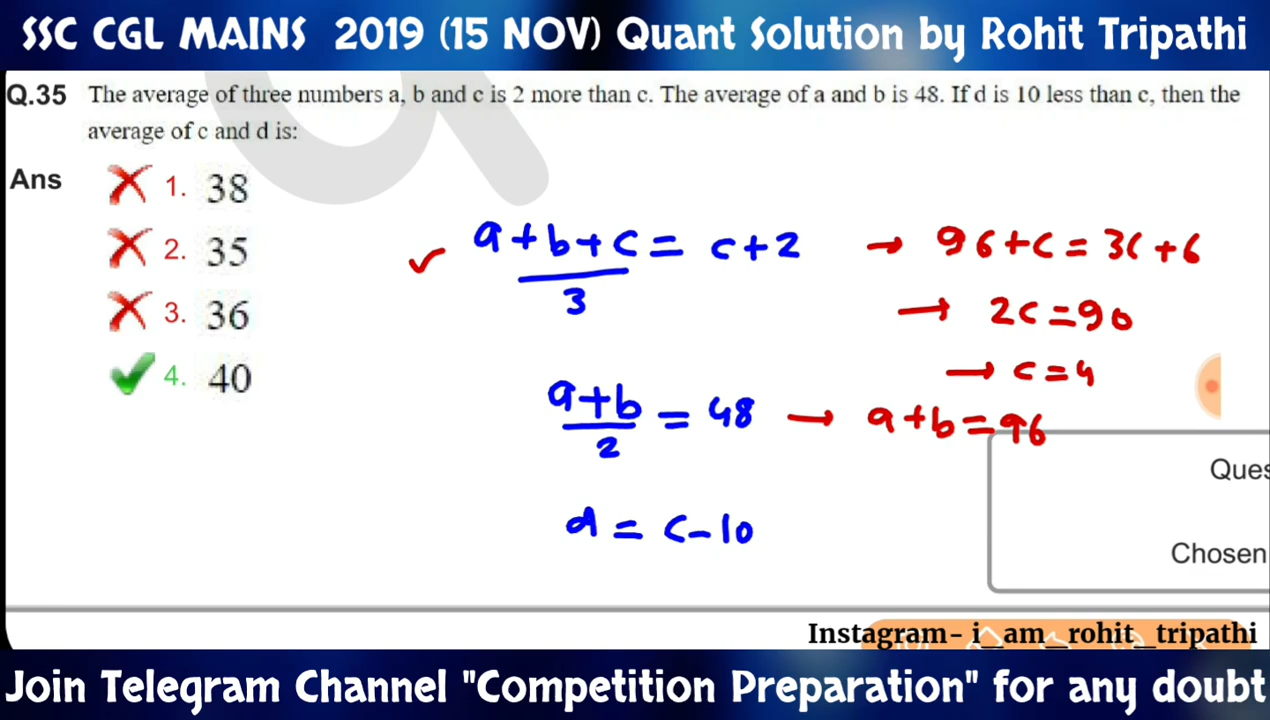 SSC CGL MAINS 2019 (15 NOV) Quant Solution by Rohit Tripathi
Q.35 The average of three numbers a, b and c is 2 more than c. The average of a and b is 48. If d is 10 less than c, then the
average of c and d is:
Ans
1. 38
2. 35
3. 36
4. 40
a+b+c = c+2
3
→ 96+c = 3c+6
→ 2c = 90
→ c = 4
a+b = 48
2
→ a+b = 96
d = c-10
Ques
Chosen
Instagram- i_am_rohit_tripathi
Join Telegram Channel "Competition Preparation" for any doubt